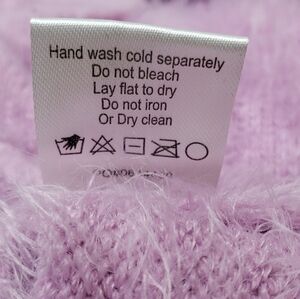 Hand wash cold separately
Do not bleach
Lay flat to dry
Do not iron
Or Dry clean